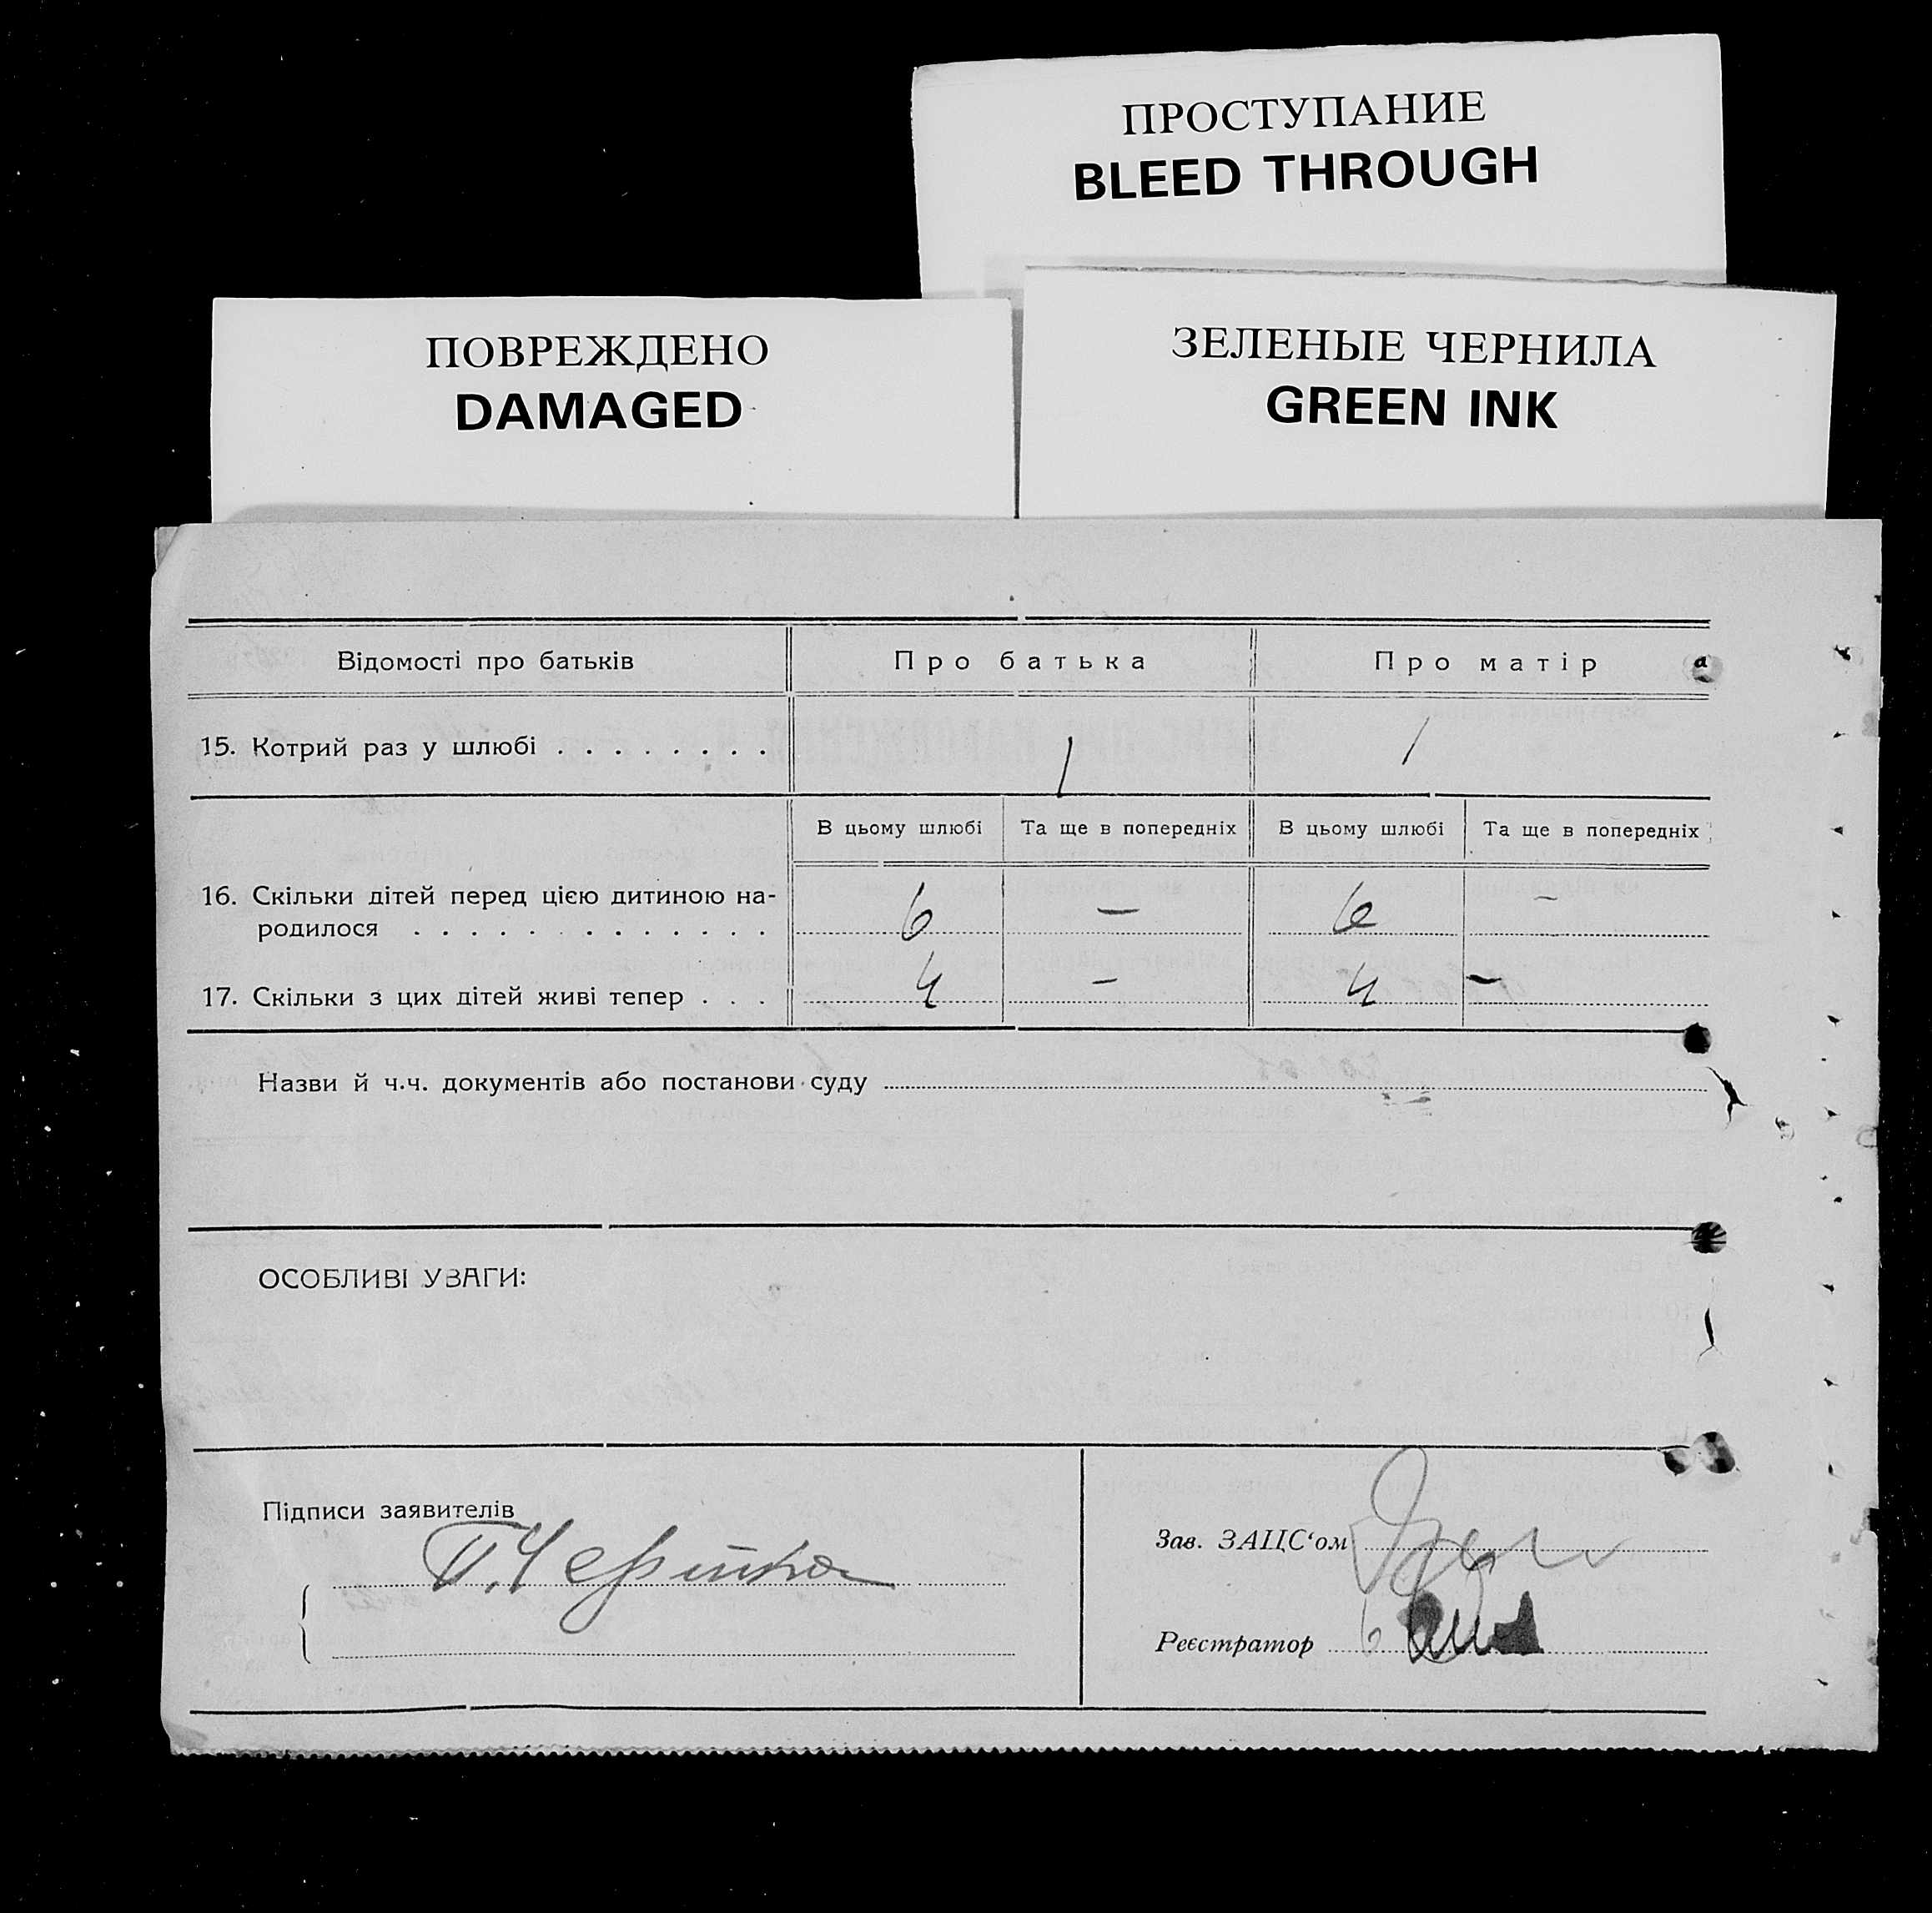 ПРОСТУПАНИЕ
BLEED THROUGH
ПОВРЕЖДЕНО
DAMAGED
ЗЕЛЕНЫЕ ЧЕРНИЛА
GREEN INK
Відомості про батьків Про батька Про матір
15. Котрий раз у шлюбі . . . . . . . . 1 1
В цьому шлюбі Та ще в попередніх В цьому шлюбі Та ще в попередніх
16. Скільки дітей перед цією дитиною на-
родилося . . . . . . . . . . . . . . 6 — 6 —
17. Скільки з цих дітей живі тепер . . . 4 — 4 —
Назви й ч.ч. документів або постанови суду
ОСОБЛИВІ УВАГИ:
Підписи заявителів
Зав. ЗАЦС‘ом
Реєстратор